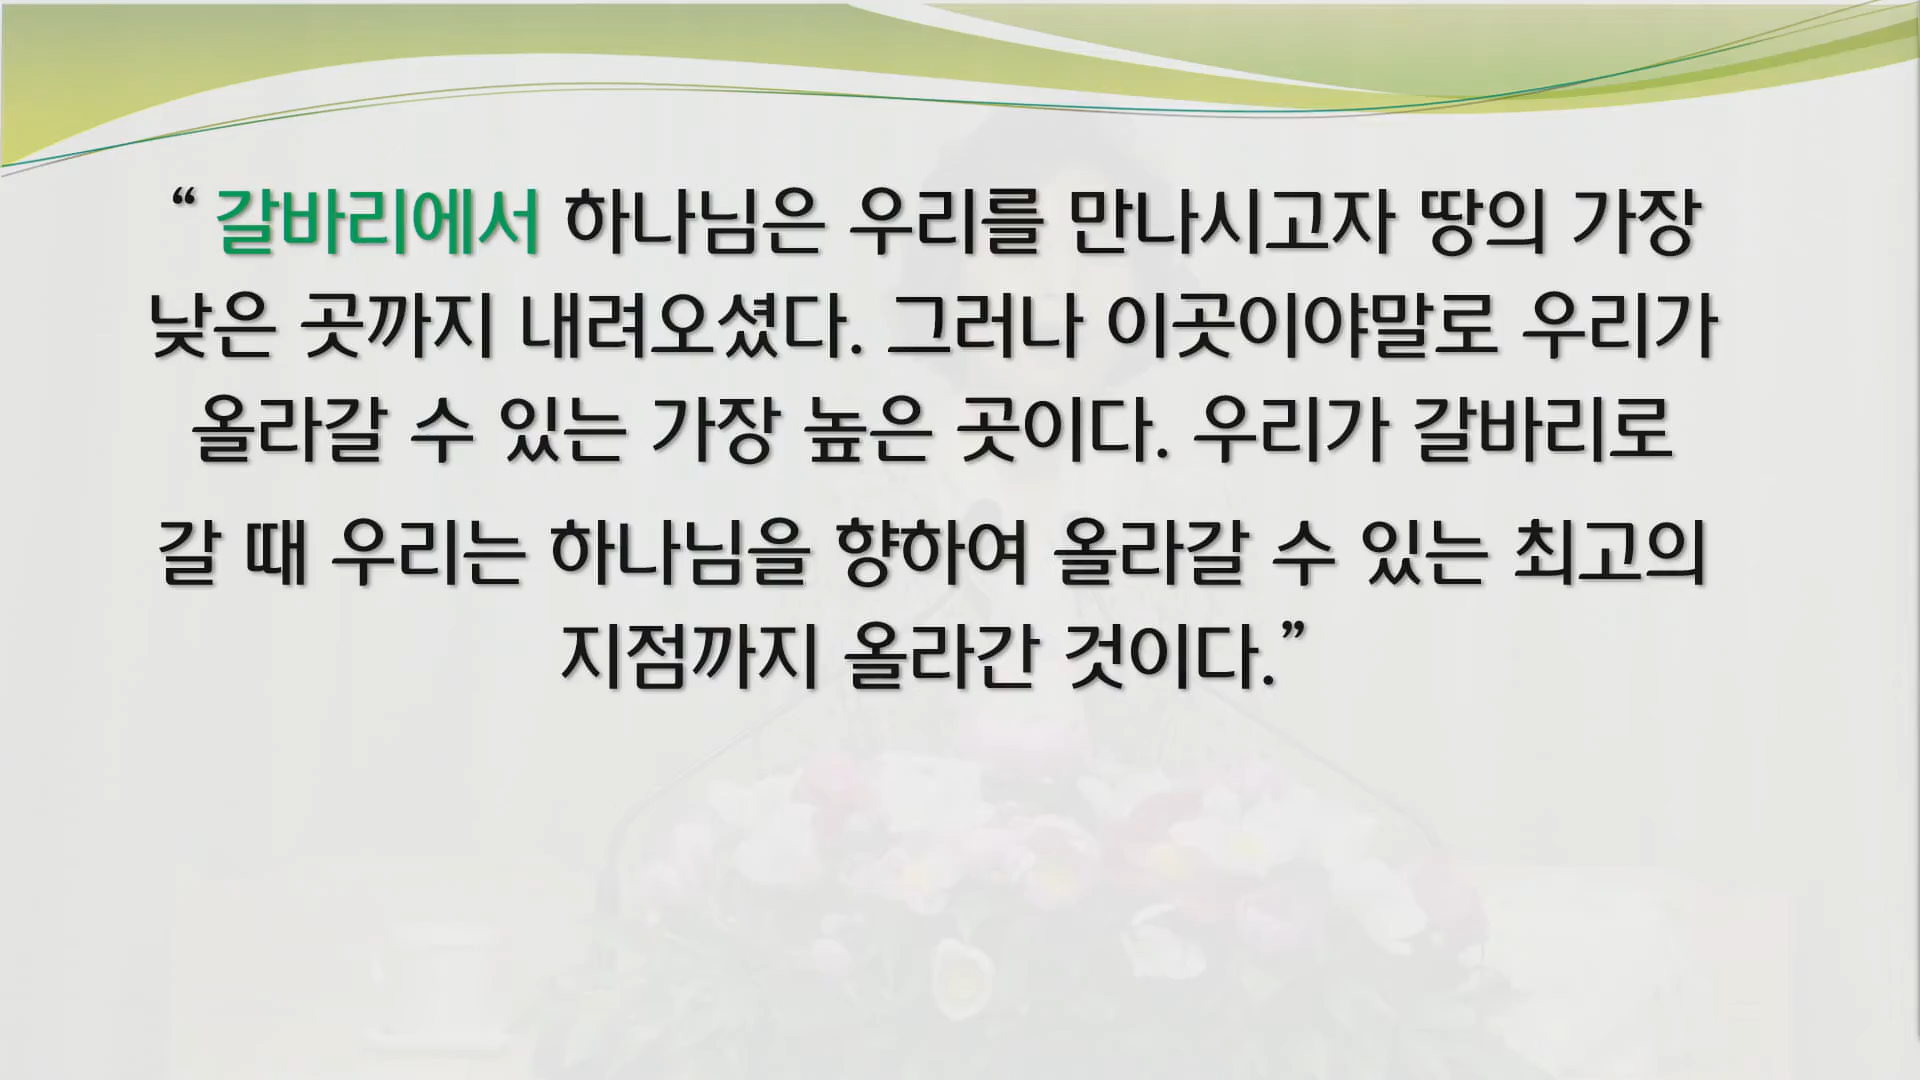 “ 갈바리에서 하나님은 우리를 만나시고자 땅의 가장
낮은 곳까지 내려오셨다. 그러나 이곳이야말로 우리가
올라갈 수 있는 가장 높은 곳이다. 우리가 갈바리로
갈 때 우리는 하나님을 향하여 올라갈 수 있는 최고의
지점까지 올라간 것이다.”